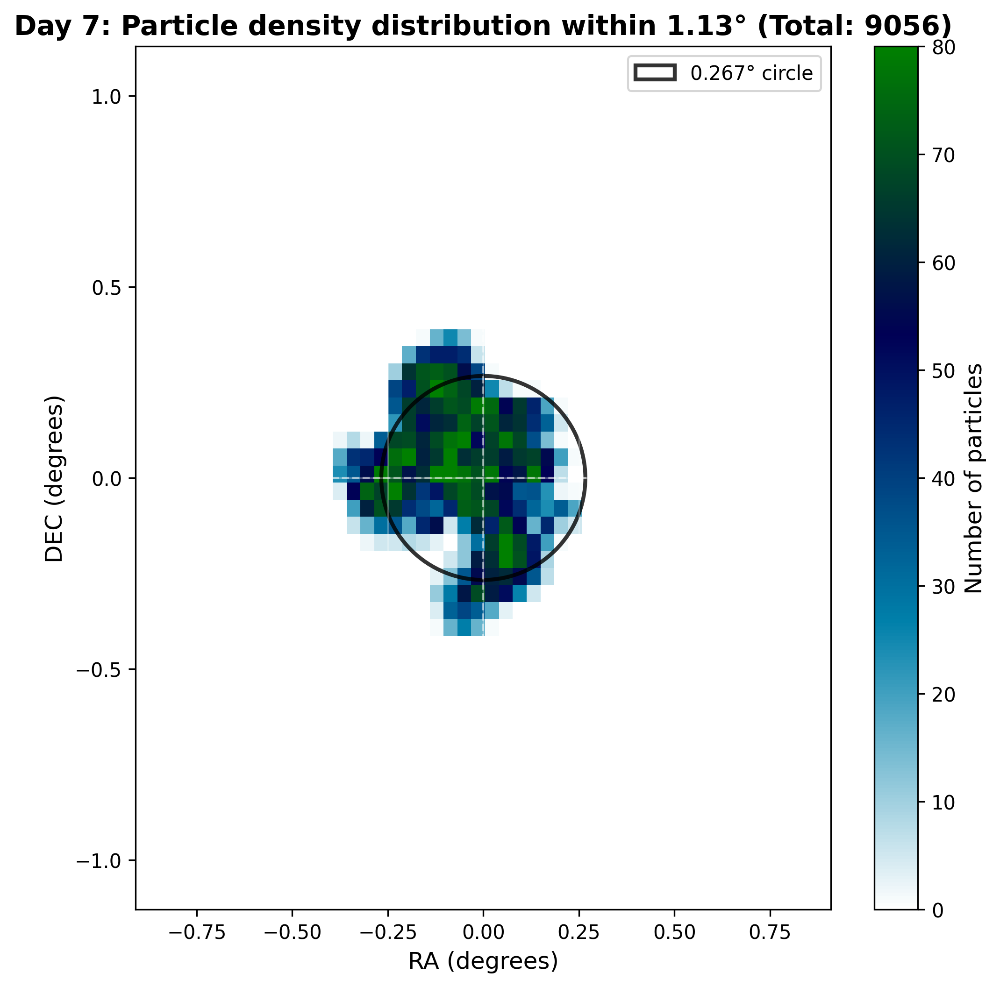 Day 7: Particle density distribution within 1.13° (Total: 9056)
0.267° circle
1.0
0.5
0.0
−0.5
−1.0
DEC (degrees)
−0.75 −0.50 −0.25 0.00 0.25 0.50 0.75
RA (degrees)
80
70
60
50
40
30
20
10
0
Number of particles